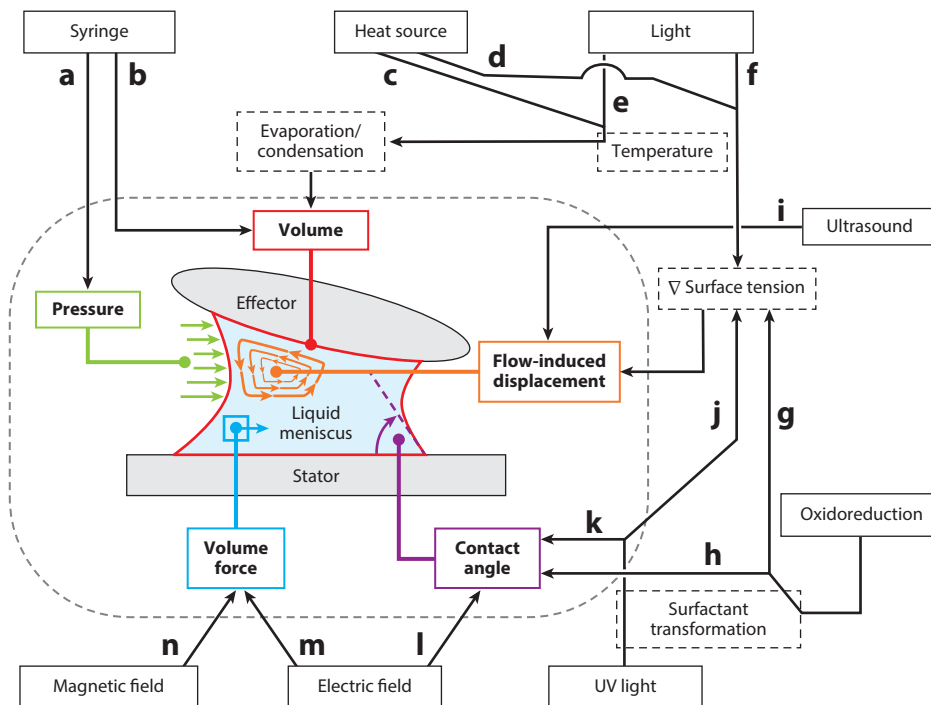 Syringe
Heat source
Light
a
b
c
d
e
f
Evaporation/
condensation
Temperature
Volume
i
Ultrasound
Effector
Pressure
∇ Surface tension
Flow-induced
displacement
Liquid
meniscus
j
g
Stator
Oxidoreduction
k
Volume
force
Contact
angle
h
Surfactant
transformation
n
m
l
Magnetic field
Electric field
UV light